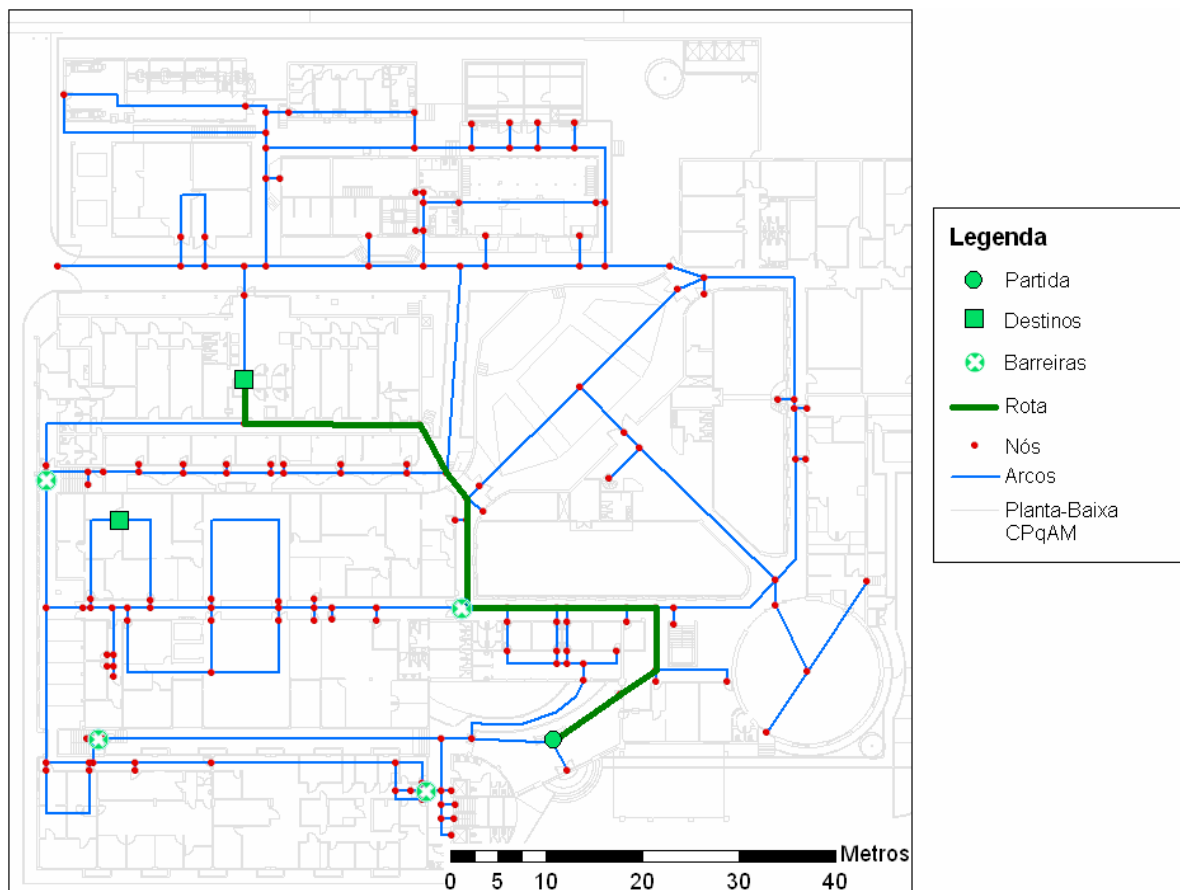 Legenda
Partida
Destinos
Barreiras
Rota
Nós
Arcos
Planta-Baixa
CPqAM
Metros
0 5 10 20 30 40